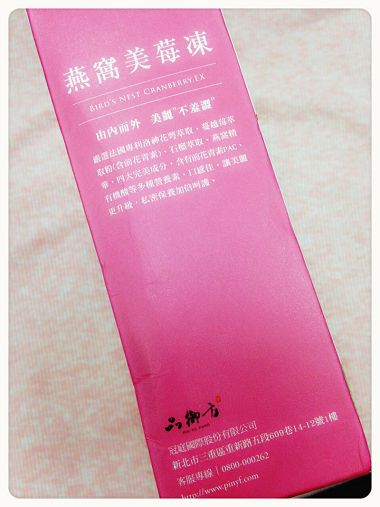 燕窩美莓凍
BIRD'S NEST CRANBERRY.EX
由內而外 美麗"不羞澀"
嚴選法國專利洛神花萼萃取、蔓越莓萃
取粉(含前花青素)、石榴萃取、燕窩精
華，四大完美成分，含有前花青素PAC、
有機酸等多種營養素，口感佳，讓美麗
更升級，私密保養加倍呵護。
品御方
冠庭國際股份有限公司
新北市三重區重新路五段609巷14-12號1樓
客服專線 | 0800-000262
http://www.pinyf.com